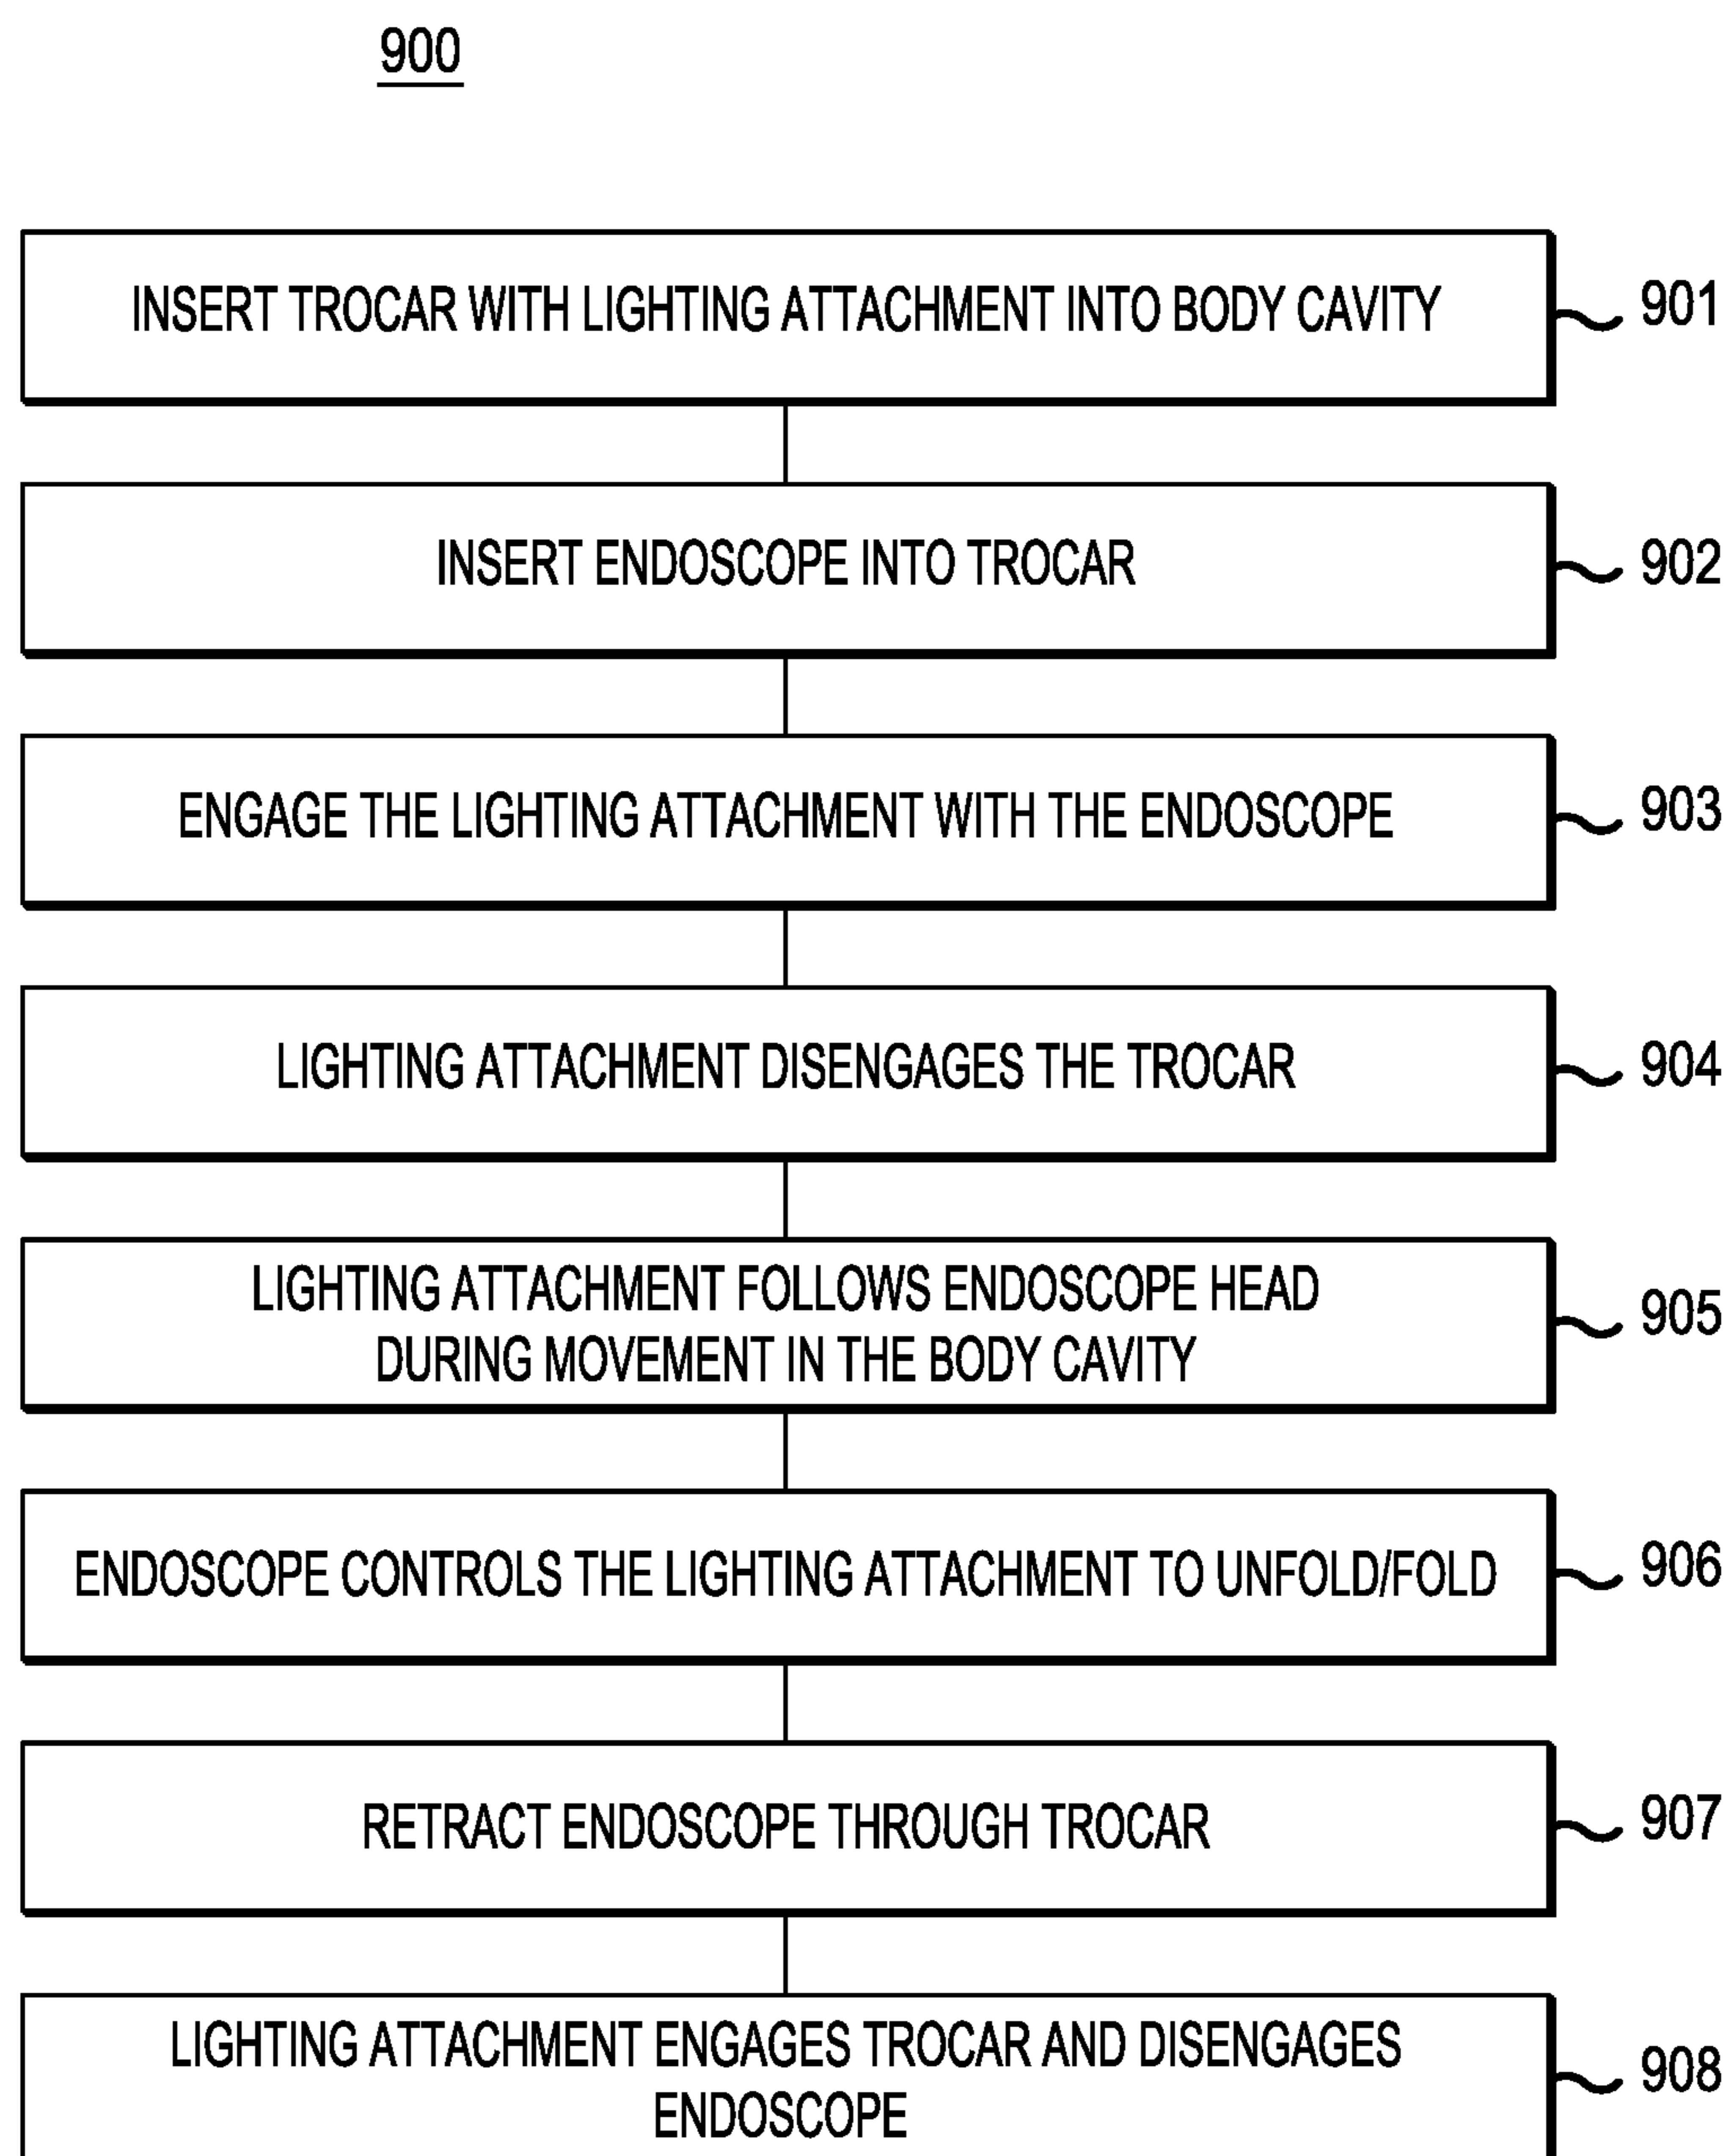 900
INSERT TROCAR WITH LIGHTING ATTACHMENT INTO BODY CAVITY
901
INSERT ENDOSCOPE INTO TROCAR
902
ENGAGE THE LIGHTING ATTACHMENT WITH THE ENDOSCOPE
903
LIGHTING ATTACHMENT DISENGAGES THE TROCAR
904
LIGHTING ATTACHMENT FOLLOWS ENDOSCOPE HEAD
DURING MOVEMENT IN THE BODY CAVITY
905
ENDOSCOPE CONTROLS THE LIGHTING ATTACHMENT TO UNFOLD/FOLD
906
RETRACT ENDOSCOPE THROUGH TROCAR
907
LIGHTING ATTACHMENT ENGAGES TROCAR AND DISENGAGES
ENDOSCOPE
908